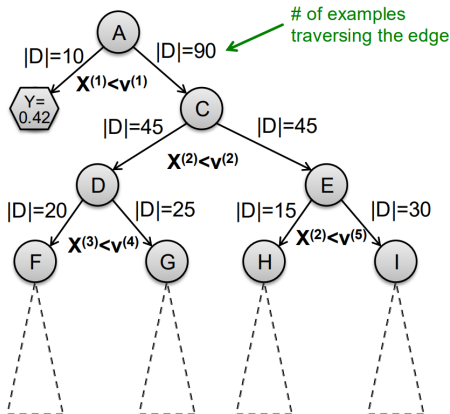 # of examples
traversing the edge
A
|D|=10
|D|=90
X(1)<v(1)
Y=
0.42
C
|D|=45
|D|=45
X(2)<v(2)
D
E
|D|=20
|D|=25
|D|=15
|D|=30
X(3)<v(4)
X(2)<v(5)
F
G
H
I